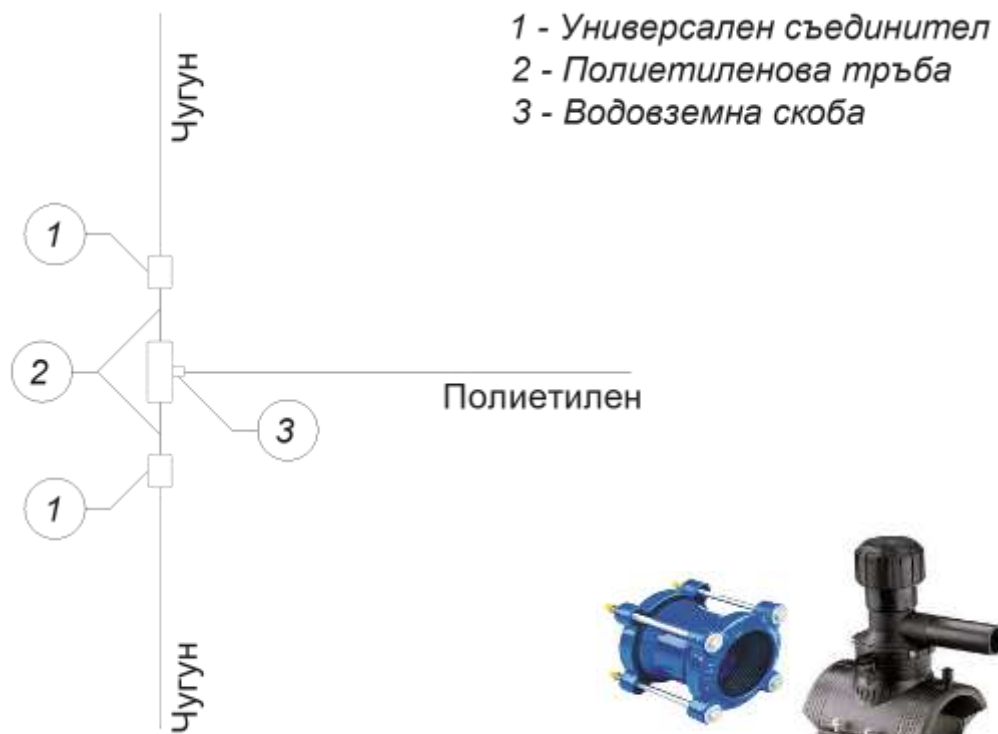 1 - Универсален съединител
2 - Полиетиленова тръба
3 - Водовземна скоба
Чугун
1
2
Полиетилен
3
1
Чугун